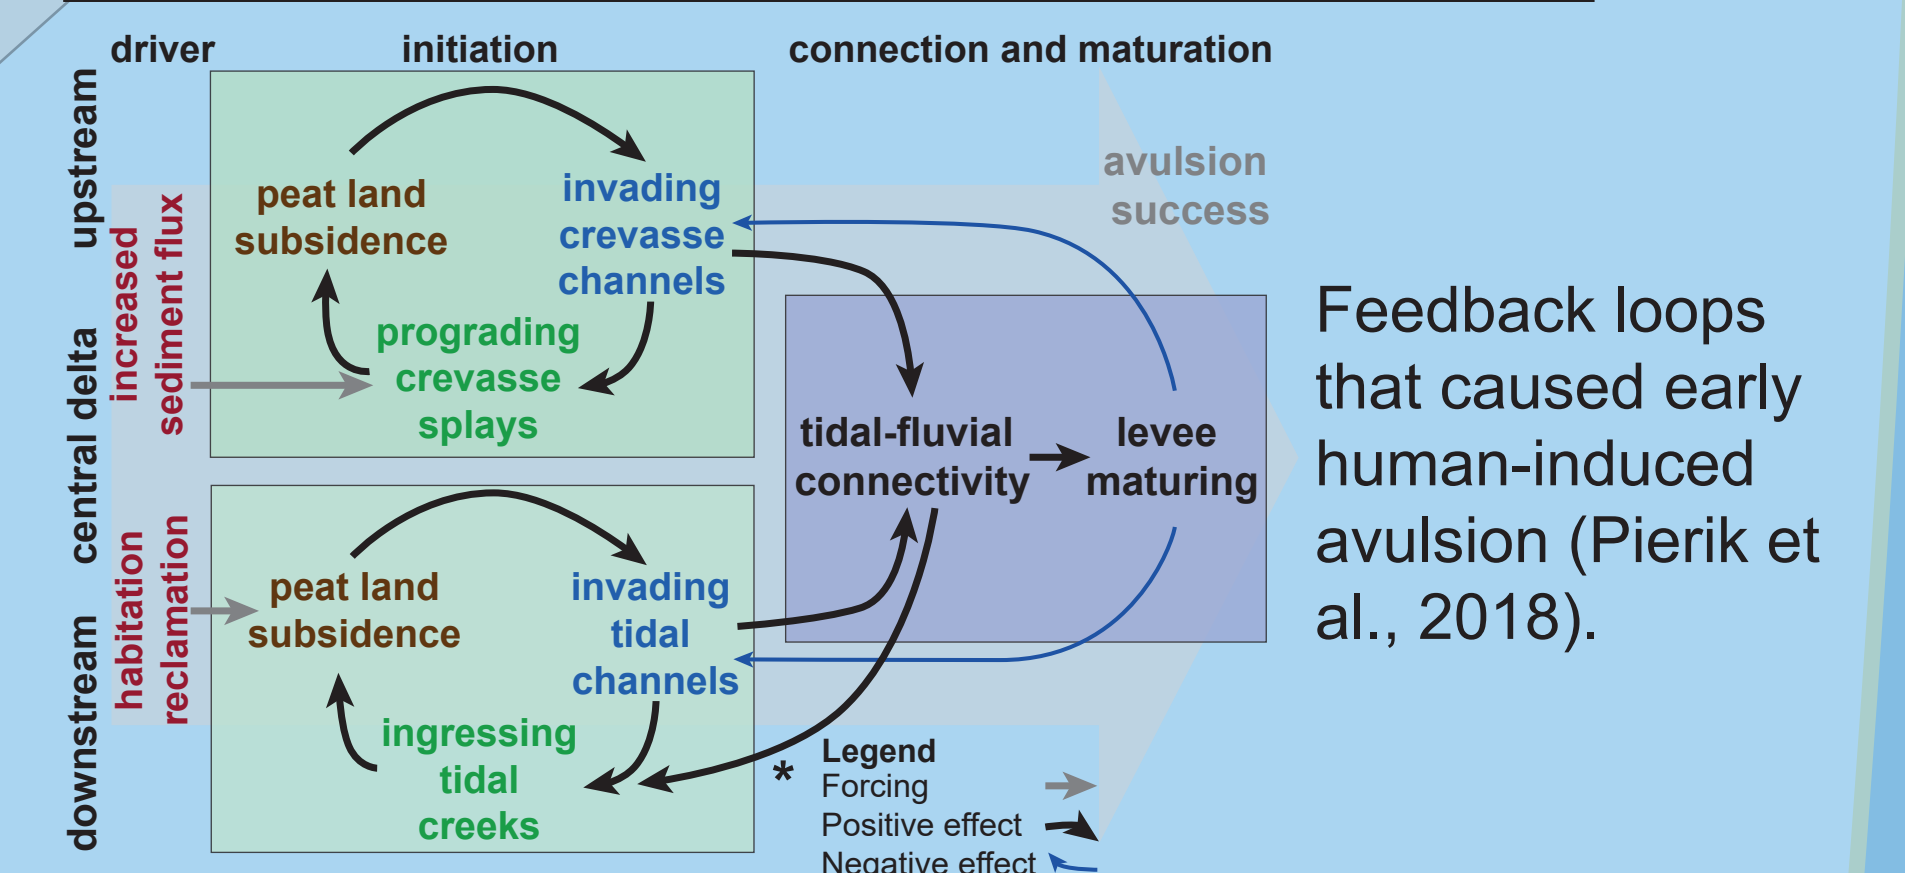 driver
initiation
connection and maturation
upstream
central delta
downstream
increased
sediment flux
habitation
reclamation
peat land
subsidence
invading
crevasse
channels
prograding
crevasse
splays
avulsion
success
tidal-fluvial
connectivity
levee
maturing
peat land
subsidence
invading
tidal
channels
ingressing
tidal
creeks
*
Legend
Forcing
Positive effect
Negative effect
Feedback loops
that caused early
human-induced
avulsion (Pierik et
al., 2018).